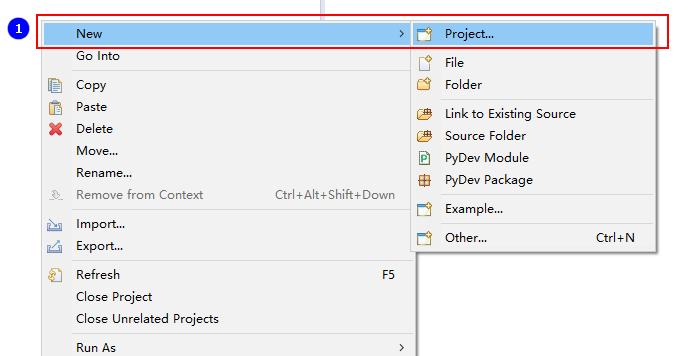 1
New
Project...
Go Into
File
Folder
Copy
Paste
Delete
Move...
Rename...
Remove from Context Ctrl+Alt+Shift+Down
Import...
Export...
Refresh F5
Close Project
Close Unrelated Projects
Run As
Link to Existing Source
Source Folder
PyDev Module
PyDev Package
Example...
Other... Ctrl+N